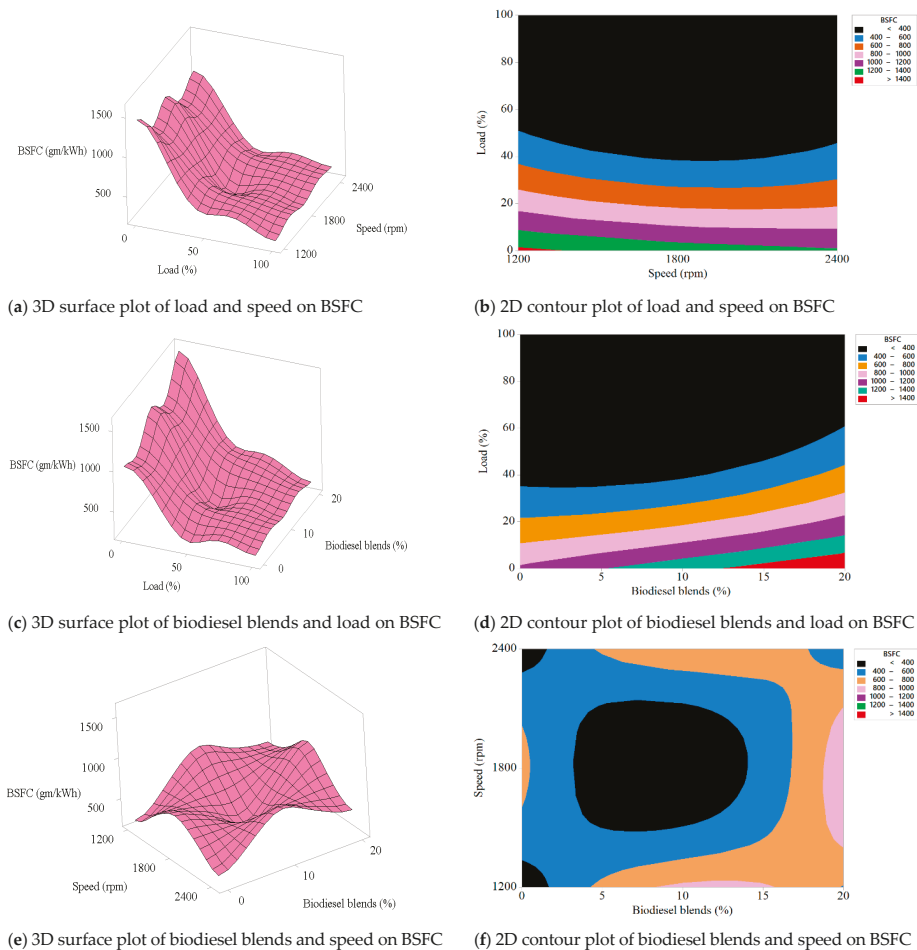 1500
BSFC (gm/kWh)
1000
500
0
50
100
Load (%)
1200
1800
2400
Speed (rpm)
100
80
60
40
20
0
Load (%)
1200
1800
2400
Speed (rpm)
BSFC
< 400
400 – 600
600 – 800
800 – 1000
1000 – 1200
1200 – 1400
> 1400
(a) 3D surface plot of load and speed on BSFC
(b) 2D contour plot of load and speed on BSFC
1500
BSFC (gm/kWh)
1000
500
0
50
100
Load (%)
0
10
20
Biodiesel blends (%)
100
80
60
40
20
0
Load (%)
0
5
10
15
20
Biodiesel blends (%)
BSFC
< 400
400 – 600
600 – 800
800 – 1000
1000 – 1200
1200 – 1400
> 1400
(c) 3D surface plot of biodiesel blends and load on BSFC
(d) 2D contour plot of biodiesel blends and load on BSFC
1500
1000
BSFC (gm/kWh)
500
1200
1800
2400
Speed (rpm)
0
10
20
Biodiesel blends (%)
2400
1800
1200
Speed (rpm)
0
5
10
15
20
Biodiesel blends (%)
BSFC
< 400
400 – 600
600 – 800
800 – 1000
1000 – 1200
1200 – 1400
> 1400
(e) 3D surface plot of biodiesel blends and speed on BSFC
(f) 2D contour plot of biodiesel blends and speed on BSFC